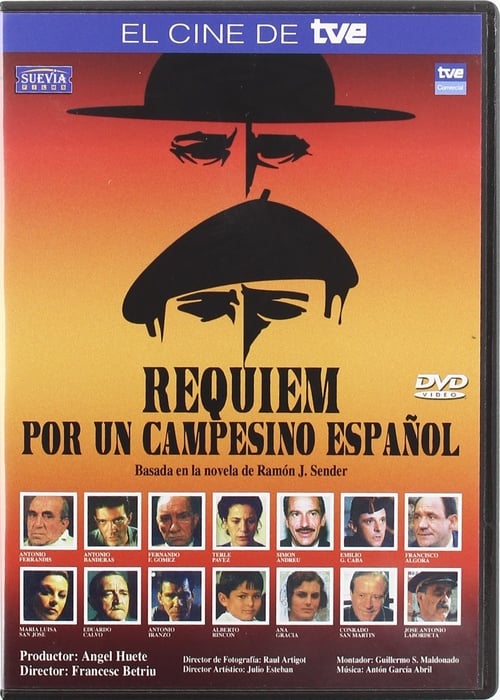 EL CINE DE tve
SUEVIA
FILMS
tve
Comercial
REQUIEM
DVD
VIDEO
POR UN CAMPESINO ESPAÑOL
Basada en la novela de Ramón J. Sender
ANTONIO FERRANDIS
ANTONIO BANDERAS
FERNANDO F. GOMEZ
TERLE PAVEZ
SIMON ANDREU
EMILIO G. CABA
FRANCISCO ALGORA
MARIA LUISA SAN JOSE
EDUARDO CALVO
ANTONIO IRANZO
ALBERTO RINCON
ANA GRACIA
CONRADO SAN MARTIN
JOSE ANTONIO LABORDETA
Productor: Angel Huete
Director: Francesc Betriu
Director de Fotografía: Raul Artigot
Director Artístico: Julio Esteban
Montador: Guillermo S. Maldonado
Música: Antón García Abril